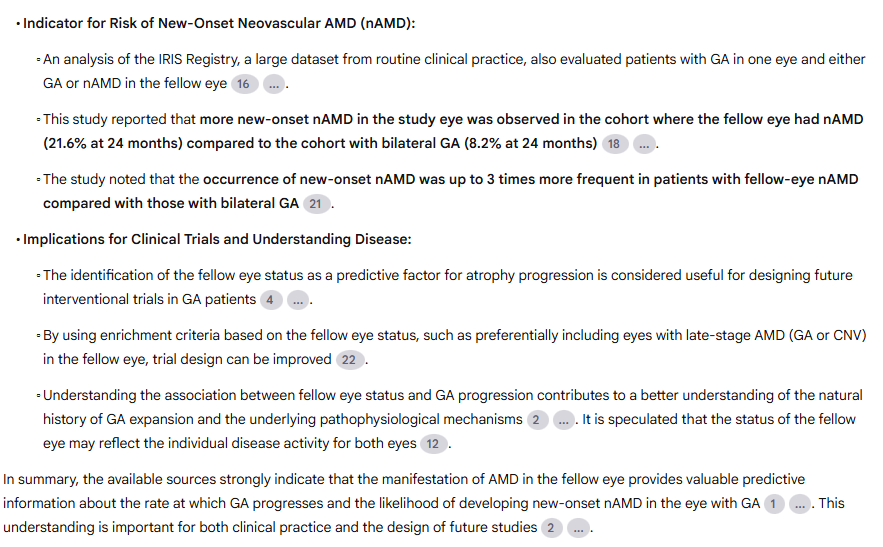 • Indicator for Risk of New-Onset Neovascular AMD (nAMD):
◦ An analysis of the IRIS Registry, a large dataset from routine clinical practice, also evaluated patients with GA in one eye and either
GA or nAMD in the fellow eye 16 ... .
◦ This study reported that more new-onset nAMD in the study eye was observed in the cohort where the fellow eye had nAMD
(21.6% at 24 months) compared to the cohort with bilateral GA (8.2% at 24 months) 18 ... .
◦ The study noted that the occurrence of new-onset nAMD was up to 3 times more frequent in patients with fellow-eye nAMD
compared with those with bilateral GA 21 .
• Implications for Clinical Trials and Understanding Disease:
◦ The identification of the fellow eye status as a predictive factor for atrophy progression is considered useful for designing future
interventional trials in GA patients 4 ... .
◦ By using enrichment criteria based on the fellow eye status, such as preferentially including eyes with late-stage AMD (GA or CNV)
in the fellow eye, trial design can be improved 22 .
◦ Understanding the association between fellow eye status and GA progression contributes to a better understanding of the natural
history of GA expansion and the underlying pathophysiological mechanisms 2 ... . It is speculated that the status of the fellow
eye may reflect the individual disease activity for both eyes 12 .
In summary, the available sources strongly indicate that the manifestation of AMD in the fellow eye provides valuable predictive
information about the rate at which GA progresses and the likelihood of developing new-onset nAMD in the eye with GA 1 ... . This
understanding is important for both clinical practice and the design of future studies 2 ... .